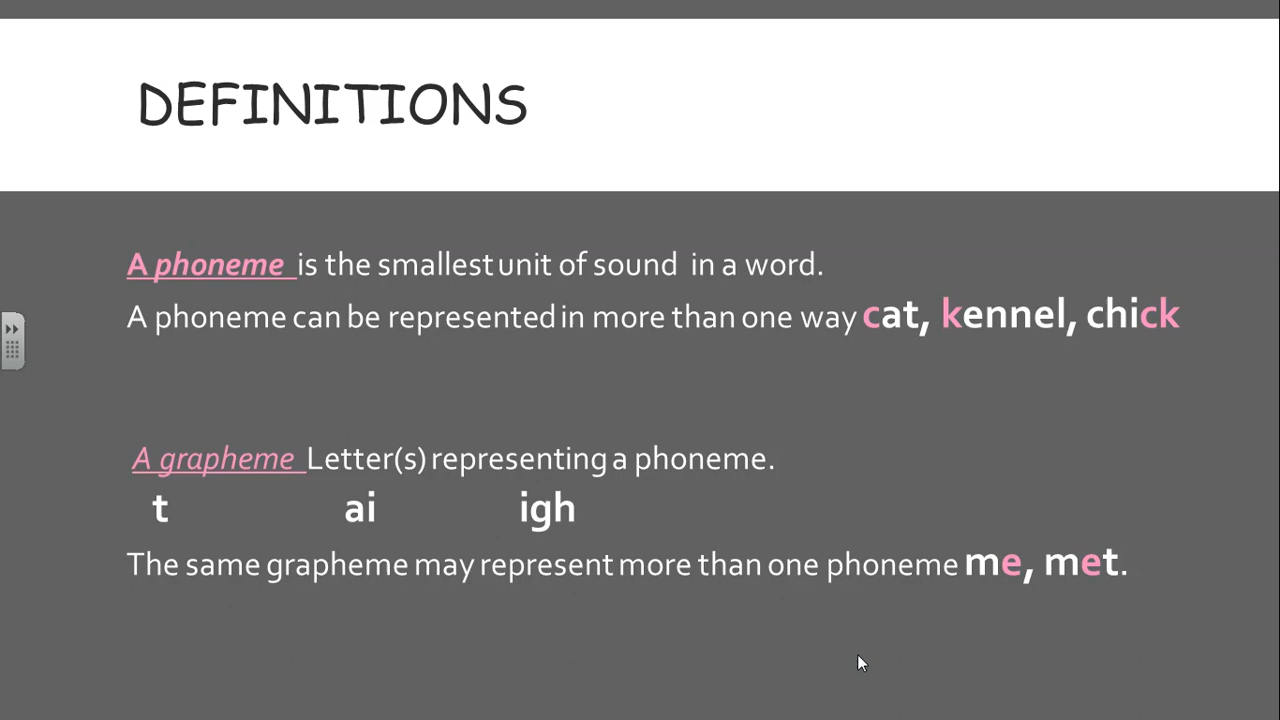 DEFINITIONS
A phoneme is the smallest unit of sound in a word.
A phoneme can be represented in more than one way cat, kennel, chick
A grapheme Letter(s) representing a phoneme.
t ai igh
The same grapheme may represent more than one phoneme me, met.